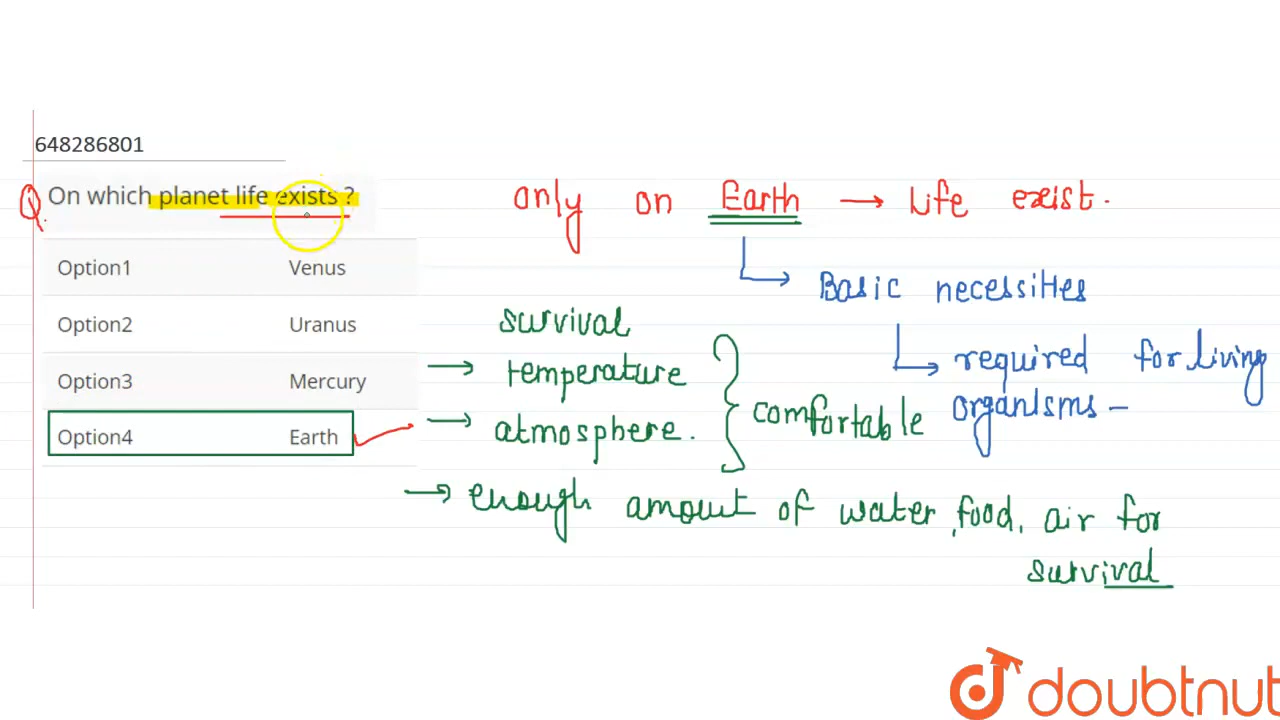 648286801
Q. On which planet life exists ?
Option1 Venus
Option2 Uranus
Option3 Mercury
Option4 Earth
only on Earth → Life exist.
→ Basic necessities
→ required for living
organisms -
survival
→ temperature
→ atmosphere.
comfortable
→ enough amount of water, food, air for
survival
doubtnut